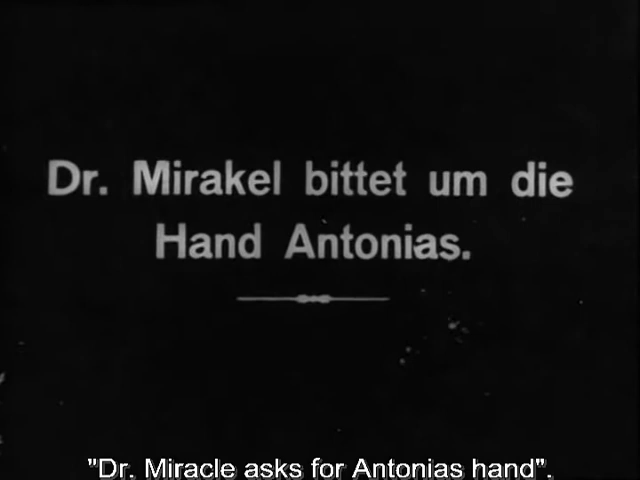 Dr. Mirakel bittet um die
Hand Antonias.
"Dr. Miracle asks for Antonias hand".